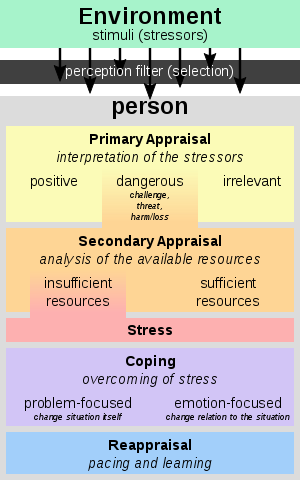 Environment
stimuli (stressors)
perception filter (selection)
person
Primary Appraisal
interpretation of the stressors
positive dangerous irrelevant
challenge,
threat,
harm/loss
Secondary Appraisal
analysis of the available resources
insufficient sufficient
resources resources
Stress
Coping
overcoming of stress
problem-focused emotion-focused
change situation itself change relation to the situation
Reappraisal
pacing and learning